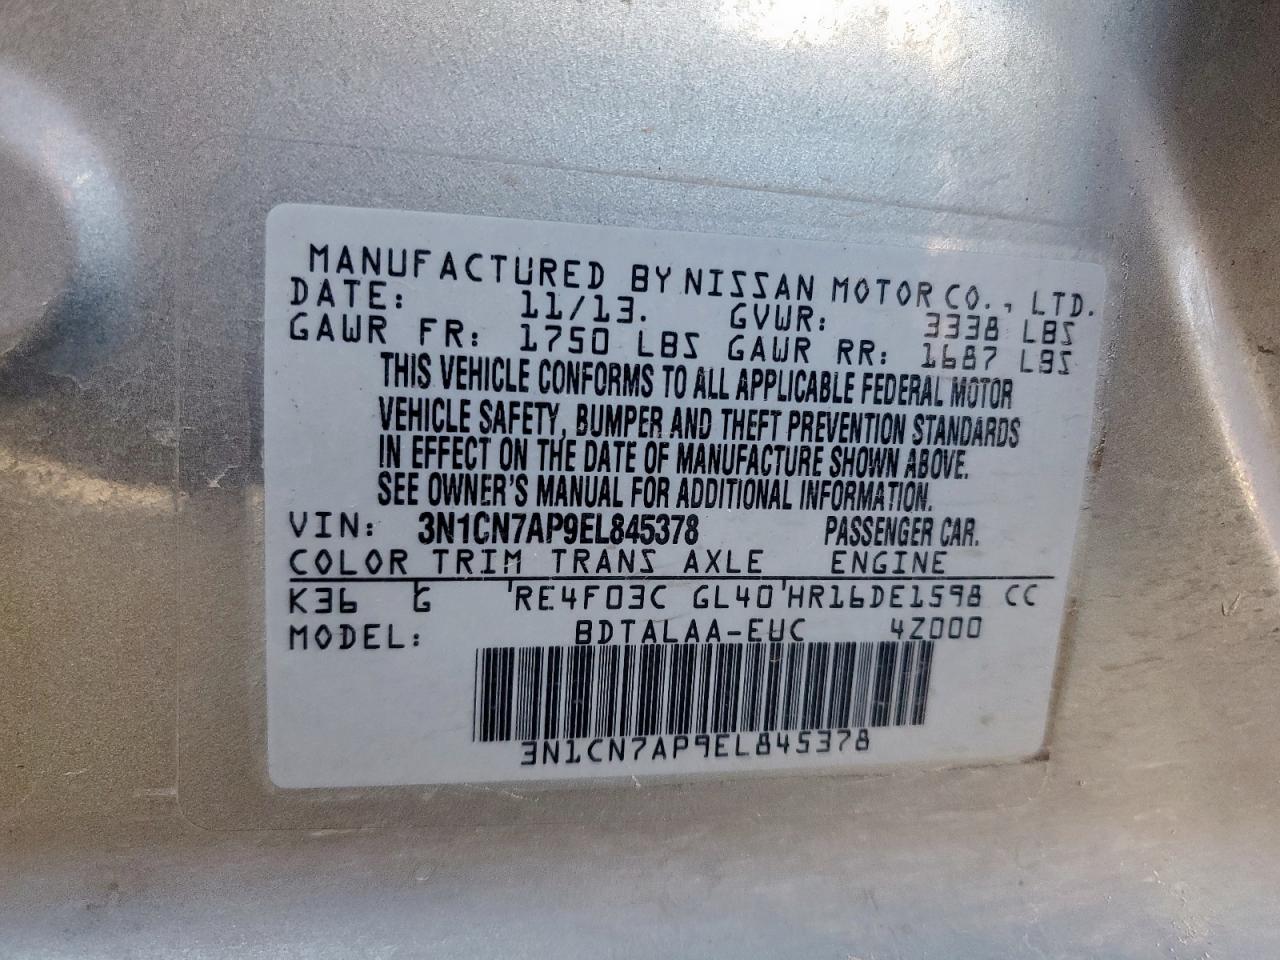 MANUFACTURED BY NISSAN MOTOR CO., LTD.
DATE: 11/13. GVWR: 3338 LBS
GAWR FR: 1750 LBS GAWR RR: 1687 LBS
THIS VEHICLE CONFORMS TO ALL APPLICABLE FEDERAL MOTOR
VEHICLE SAFETY, BUMPER AND THEFT PREVENTION STANDARDS
IN EFFECT ON THE DATE OF MANUFACTURE SHOWN ABOVE.
SEE OWNER'S MANUAL FOR ADDITIONAL INFORMATION.
VIN: 3N1CN7AP9EL845378 PASSENGER CAR.
COLOR TRIM TRANS AXLE ENGINE
K36 G RE4F03C GL40 HR16DE1598 CC
MODEL: BDTALAA-EUC 4Z000
3N1CN7AP9EL845378